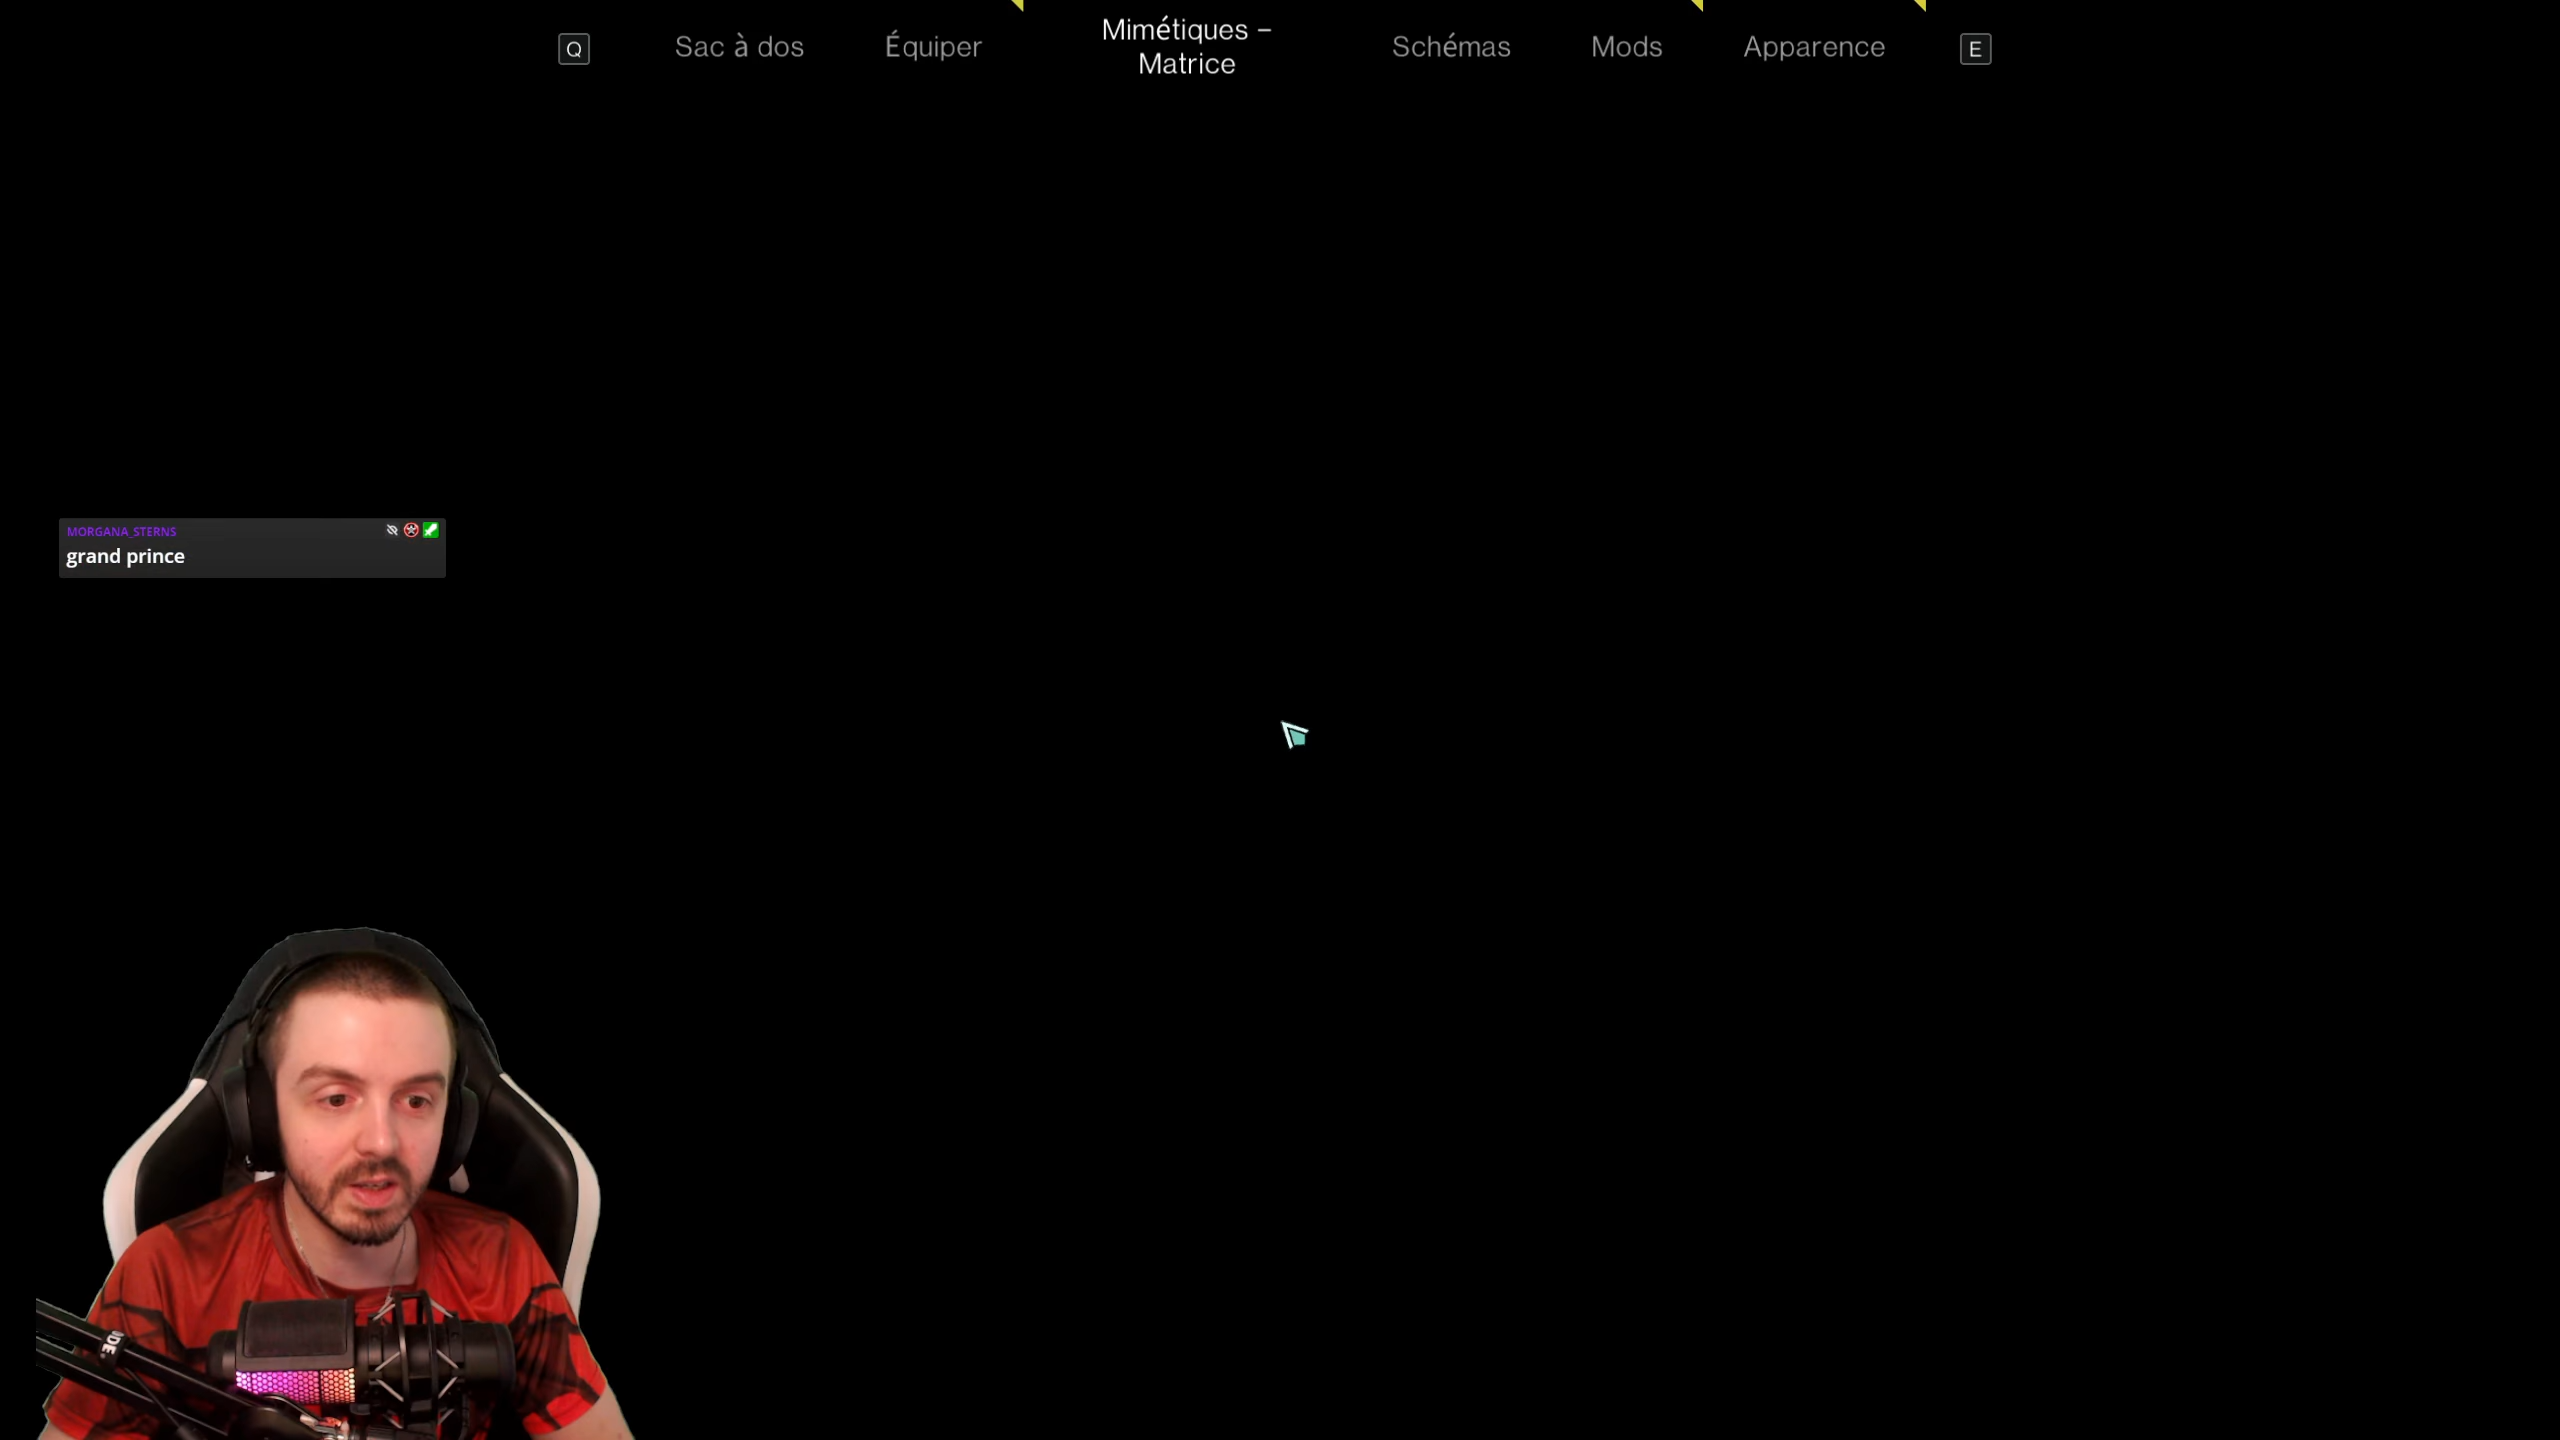 Q
Sac à dos
Équiper
Mimétiques –
Matrice
Schémas
Mods
Apparence
E
MORGANA_STERNS
grand prince